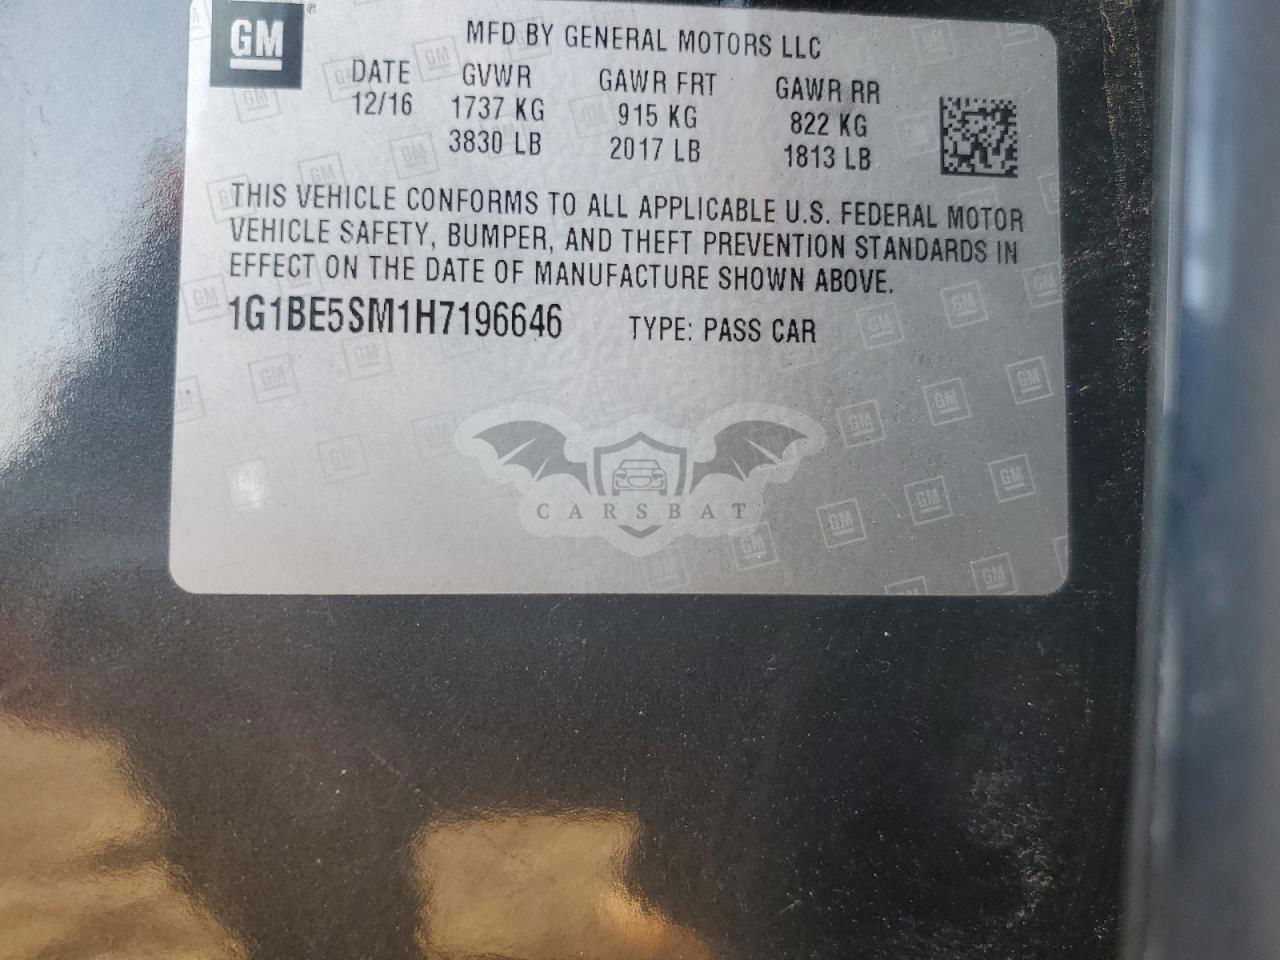 GM
MFD BY GENERAL MOTORS LLC
DATE GVWR GAWR FRT GAWR RR
12/16 1737 KG 915 KG 822 KG
3830 LB 2017 LB 1813 LB
THIS VEHICLE CONFORMS TO ALL APPLICABLE U.S. FEDERAL MOTOR
VEHICLE SAFETY, BUMPER, AND THEFT PREVENTION STANDARDS IN
EFFECT ON THE DATE OF MANUFACTURE SHOWN ABOVE.
1G1BE5SM1H7196646 TYPE: PASS CAR
CARSBAT